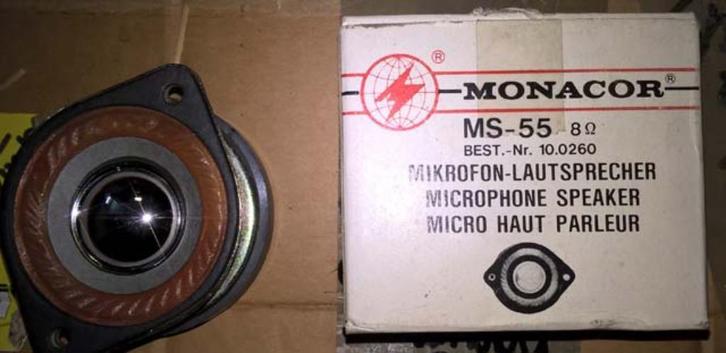 MONACOR®
MS-55 8Ω
BEST.-Nr. 10.0260
MIKROFON-LAUTSPRECHER
MICROPHONE SPEAKER
MICRO HAUT PARLEUR